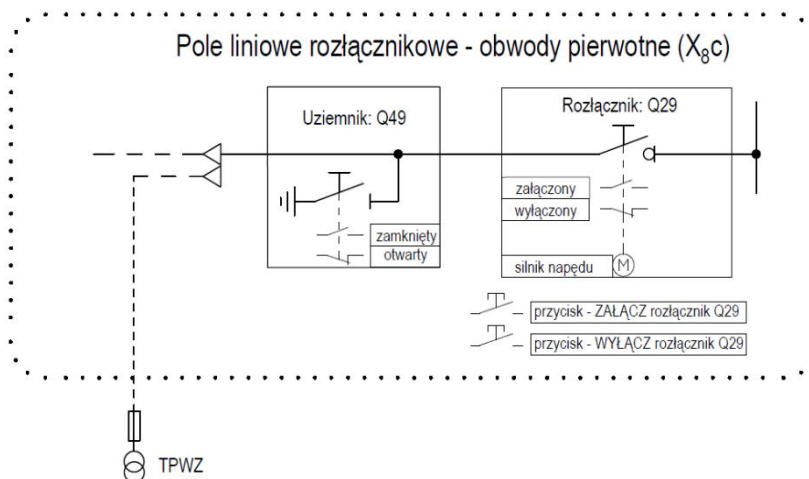 Pole liniowe rozłącznikowe - obwody pierwotne (X₈c)
Uziemnik: Q49
Rozłącznik: Q29
załączony
wyłączony
zamknięty
otwarty
silnik napędu
M
przycisk - ZAŁĄCZ rozłącznik Q29
przycisk - WYŁĄCZ rozłącznik Q29
TPWZ